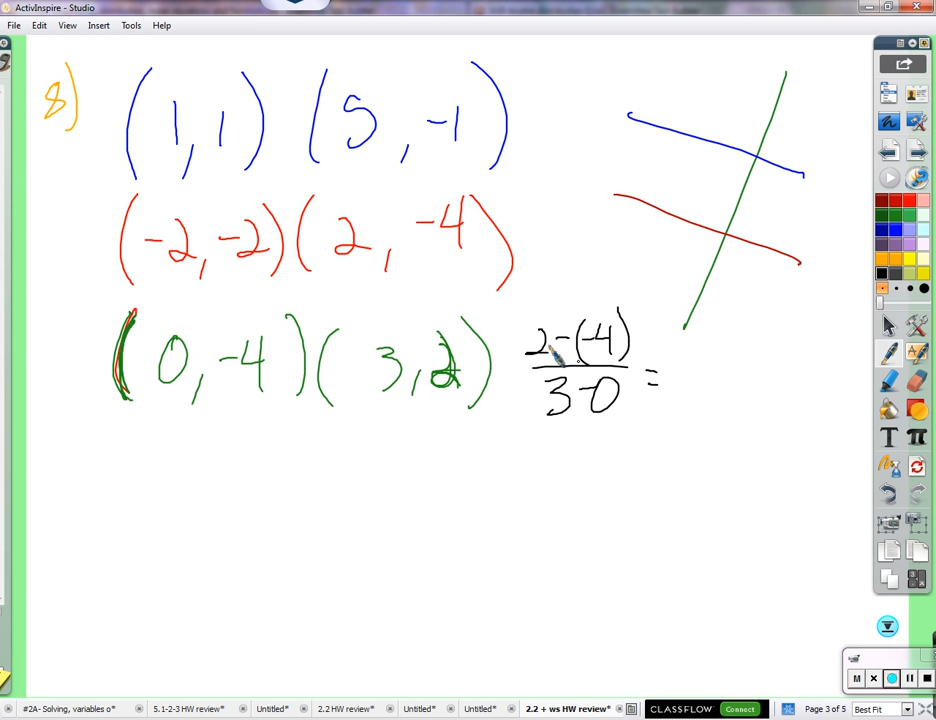 ActivInspire - Studio
File Edit View Insert Tools Help
8) (1, 1) (5, -1)
(-2, -2) (2, -4)
(0, -4) (3, 2)
2-(-4)
3-0
=
#2A- Solving, variables o* 5.1-2-3 HW review* Untitled* 2.2 HW review* Untitled* Untitled* 2.2 + ws HW review* CLASSFLOW Connect Page 3 of 5 Best Fit
M